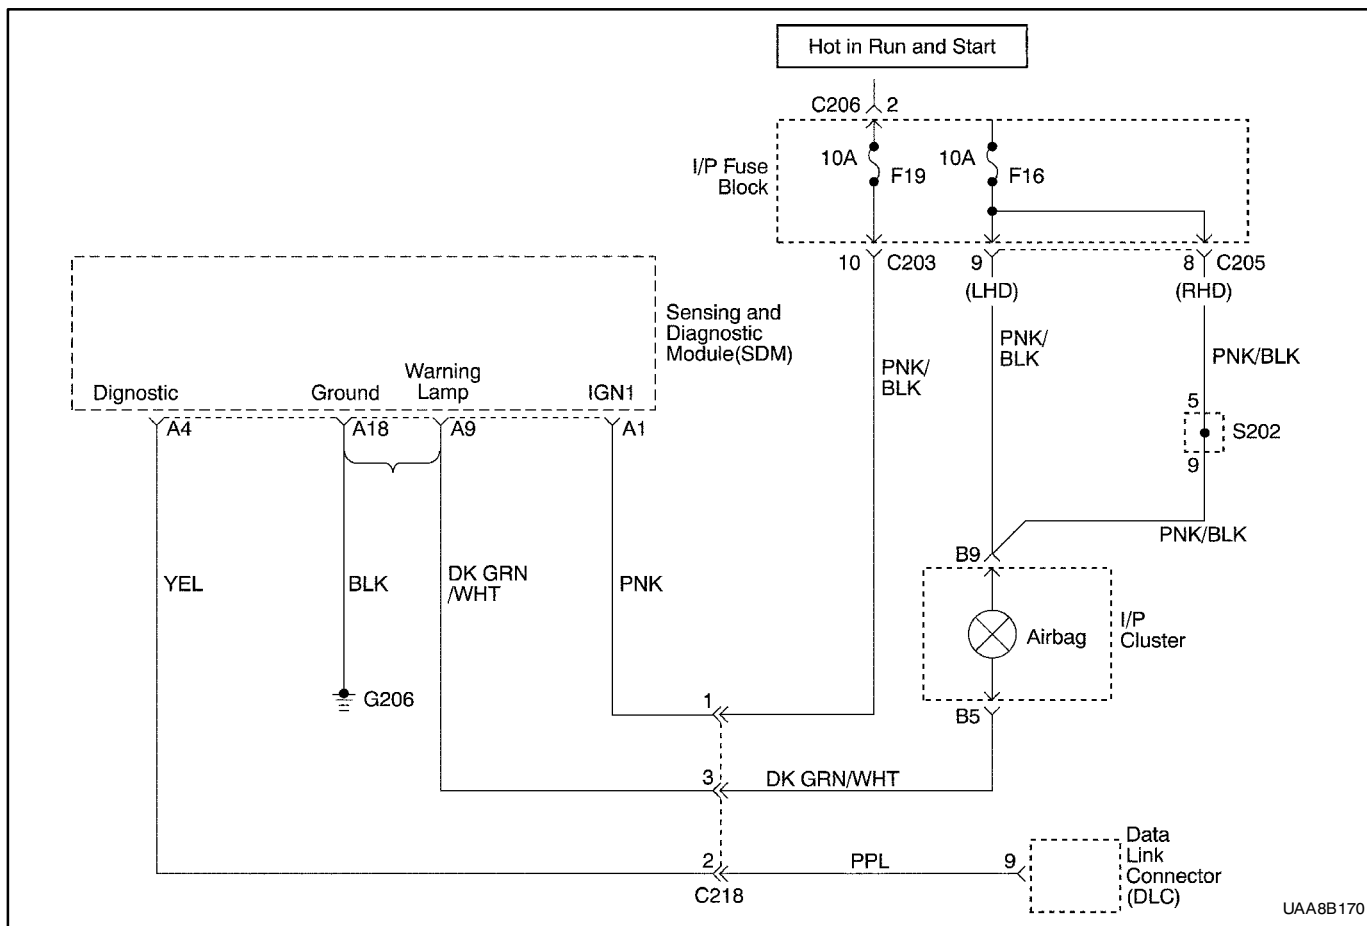 Hot in Run and Start
C206 2
I/P Fuse
Block
10A
F19
10A
F16
10 C203
9
(LHD)
8 C205
(RHD)
Sensing and
Diagnostic
Module(SDM)
Dignostic
Ground
Warning
Lamp
IGN1
A4
A18
A9
A1
PNK/
BLK
PNK/
BLK
PNK/BLK
5
S202
9
PNK/BLK
B9
YEL
BLK
DK GRN
/WHT
PNK
Airbag
I/P
Cluster
G206
1
B5
3
DK GRN/WHT
2
C218
PPL
9
Data
Link
Connector
(DLC)
UAA8B170